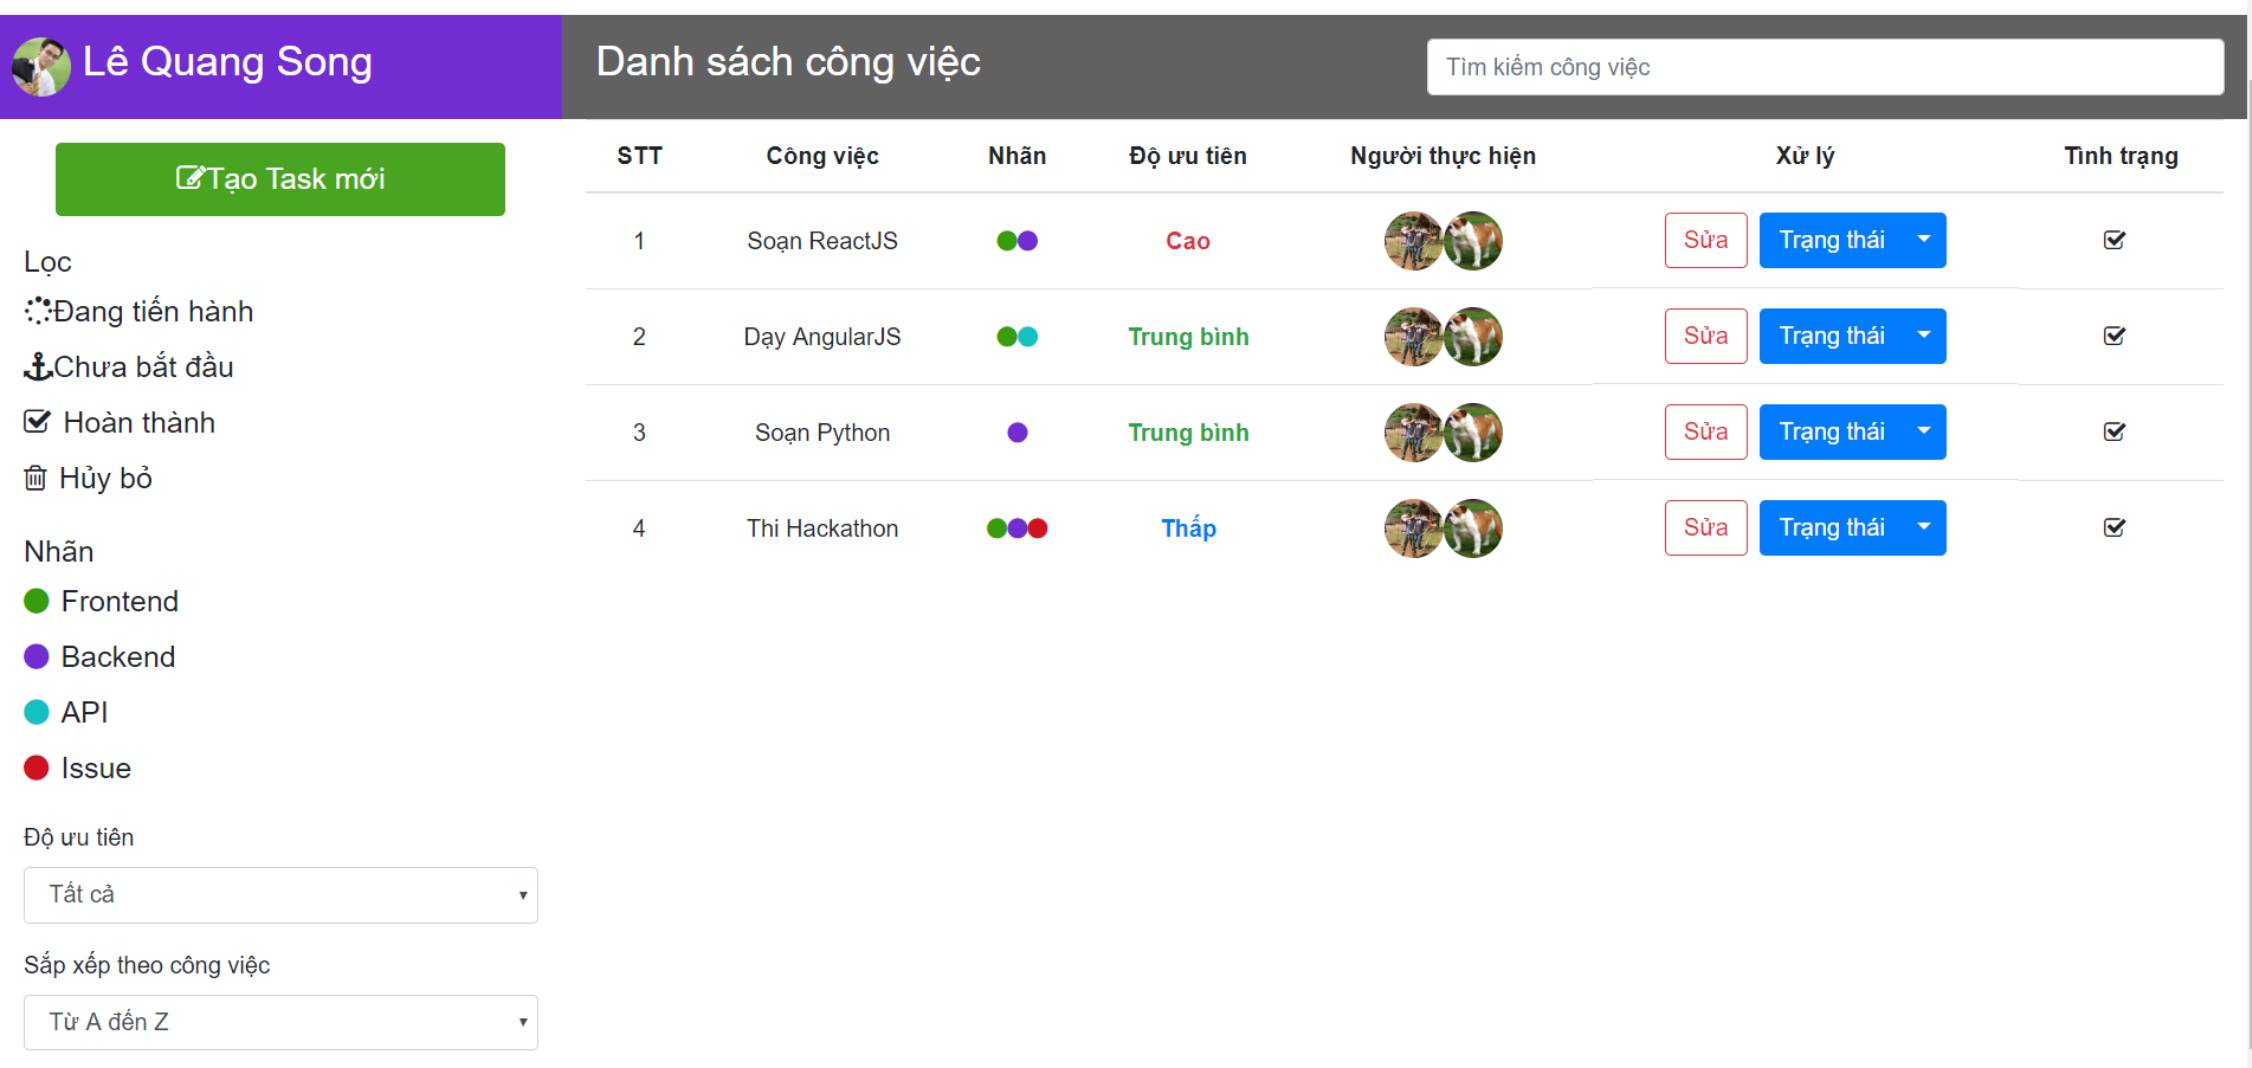 Lê Quang Song
Danh sách công việc
Tìm kiếm công việc
Tạo Task mới
Lọc
Đang tiến hành
Chưa bắt đầu
Hoàn thành
Hủy bỏ
Nhãn
Frontend
Backend
API
Issue
Độ ưu tiên
Tất cả
Sắp xếp theo công việc
Từ A đến Z
STT Công việc Nhãn Độ ưu tiên Người thực hiện Xử lý Tình trạng
1 Soạn ReactJS Cao Sửa Trạng thái
2 Dạy AngularJS Trung bình Sửa Trạng thái
3 Soạn Python Trung bình Sửa Trạng thái
4 Thi Hackathon Thấp Sửa Trạng thái